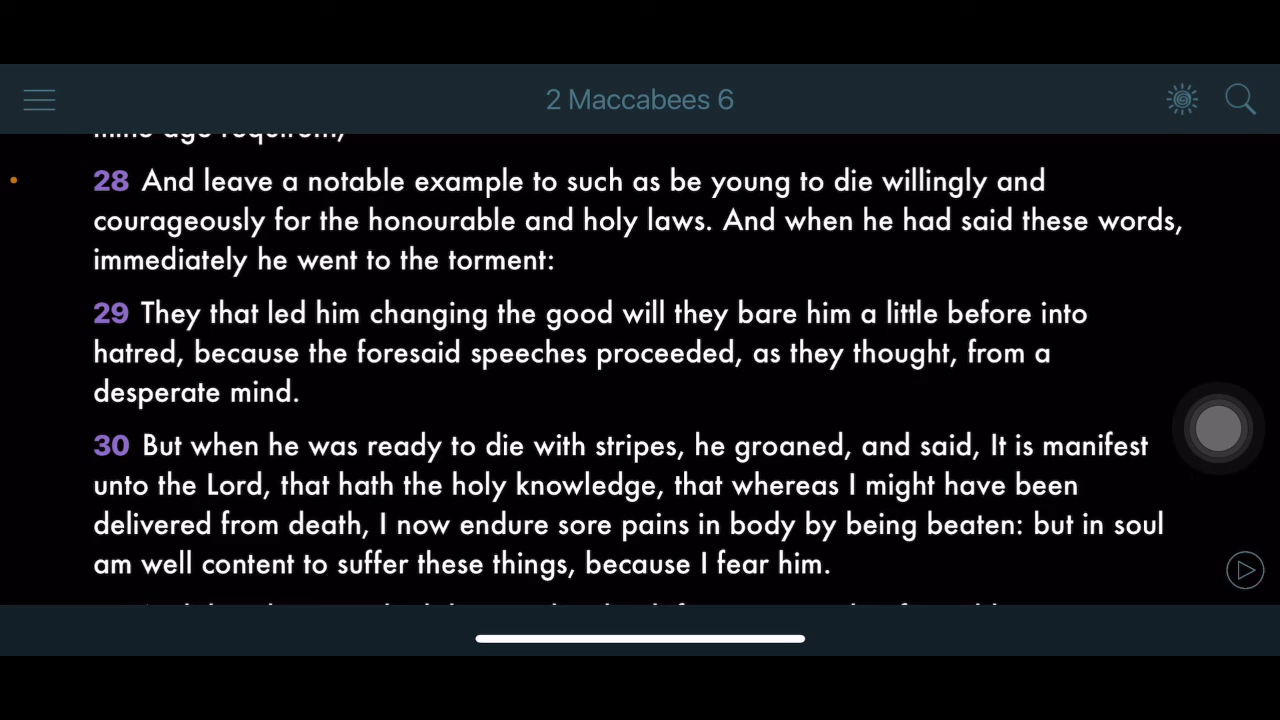 2 Maccabees 6
28 And leave a notable example to such as be young to die willingly and
courageously for the honourable and holy laws. And when he had said these words,
immediately he went to the torment:
29 They that led him changing the good will they bare him a little before into
hatred, because the foresaid speeches proceeded, as they thought, from a
desperate mind.
30 But when he was ready to die with stripes, he groaned, and said, It is manifest
unto the Lord, that hath the holy knowledge, that whereas I might have been
delivered from death, I now endure sore pains in body by being beaten: but in soul
am well content to suffer these things, because I fear him.